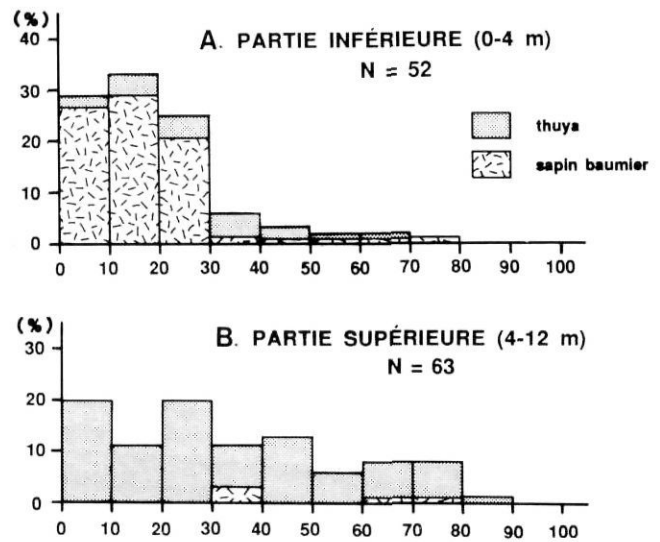 (%)
A. PARTIE INFÉRIEURE (0-4 m)
N = 52
40
30
20
10
0
thuya
sapin baumier
0 10 20 30 40 50 60 70 80 90 100
(%)
B. PARTIE SUPÉRIEURE (4-12 m)
N = 63
30
20
10
0
0 10 20 30 40 50 60 70 80 90 100